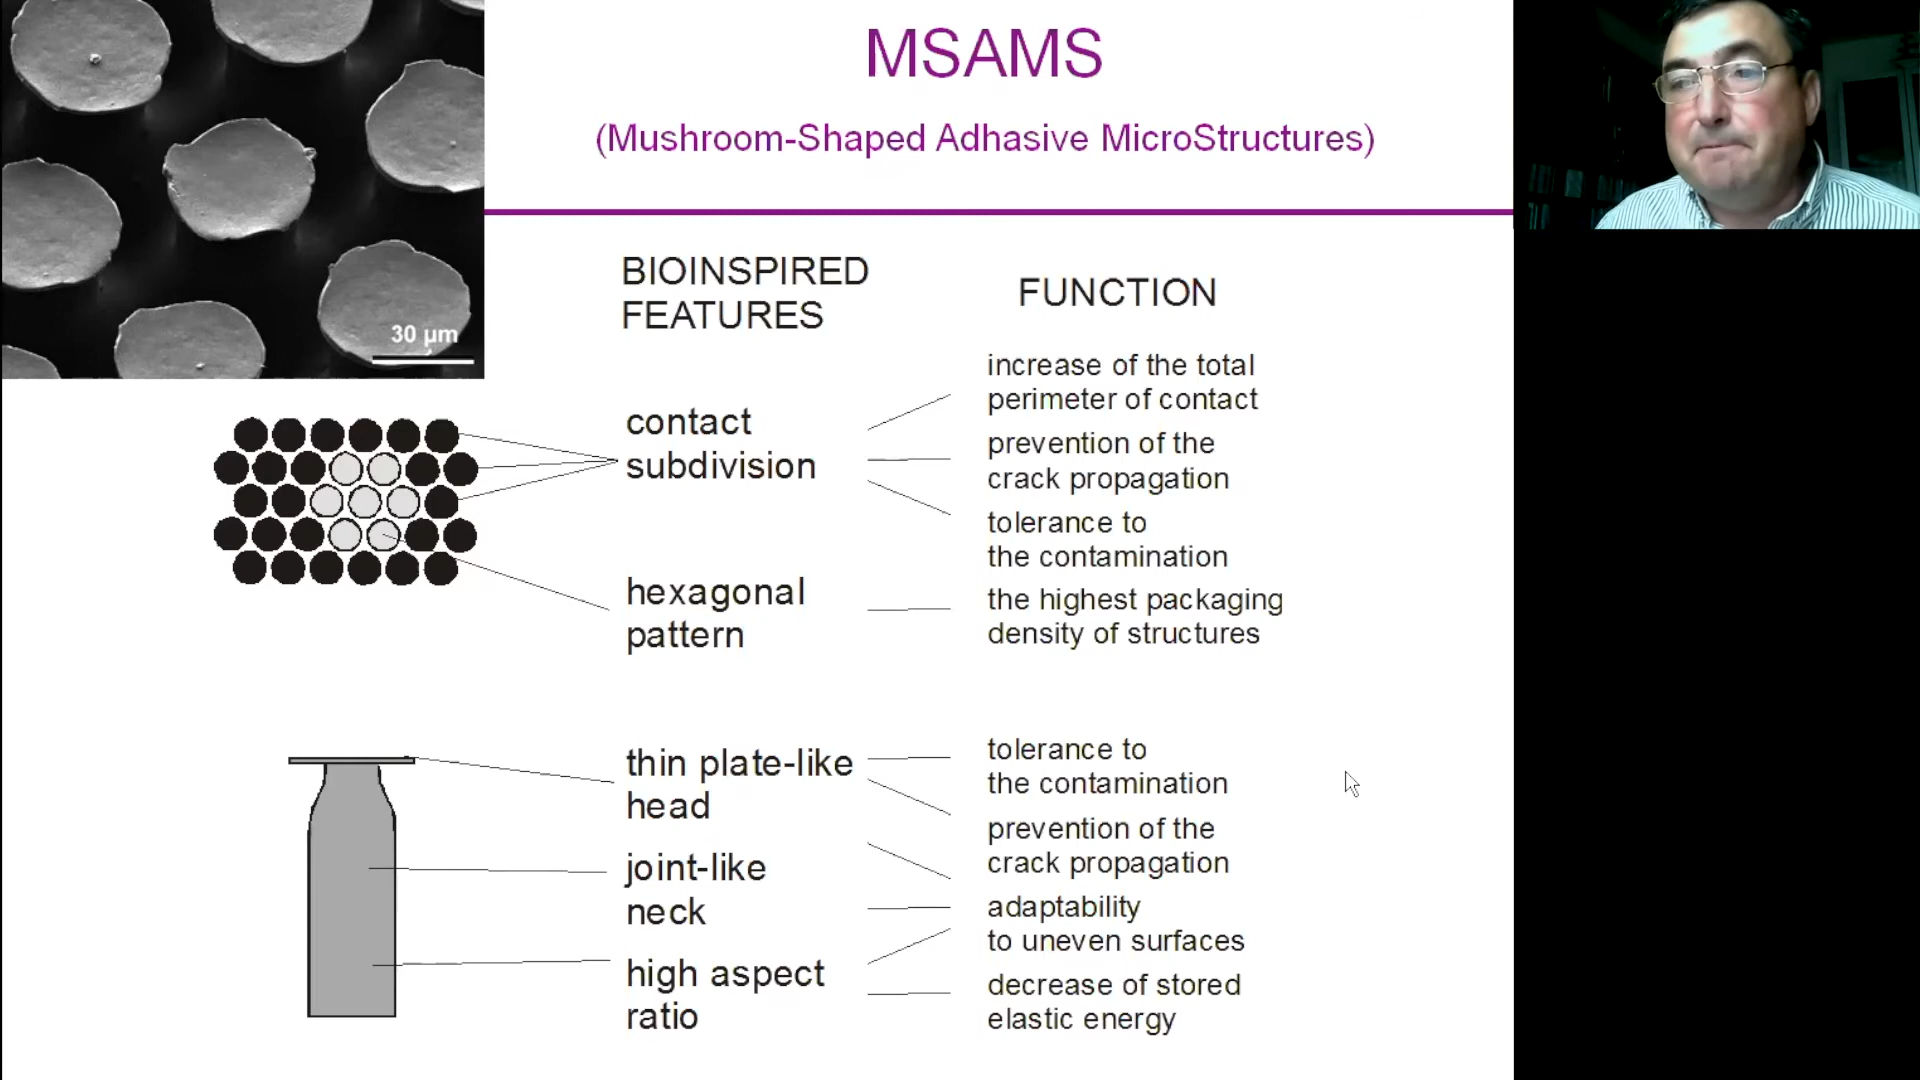 MSAMS
(Mushroom-Shaped Adhasive MicroStructures)
30 µm
BIOINSPIRED
FEATURES
FUNCTION
contact
subdivision
increase of the total
perimeter of contact
prevention of the
crack propagation
tolerance to
the contamination
hexagonal
pattern
the highest packaging
density of structures
thin plate-like
head
tolerance to
the contamination
prevention of the
crack propagation
joint-like
neck
adaptability
to uneven surfaces
high aspect
ratio
decrease of stored
elastic energy